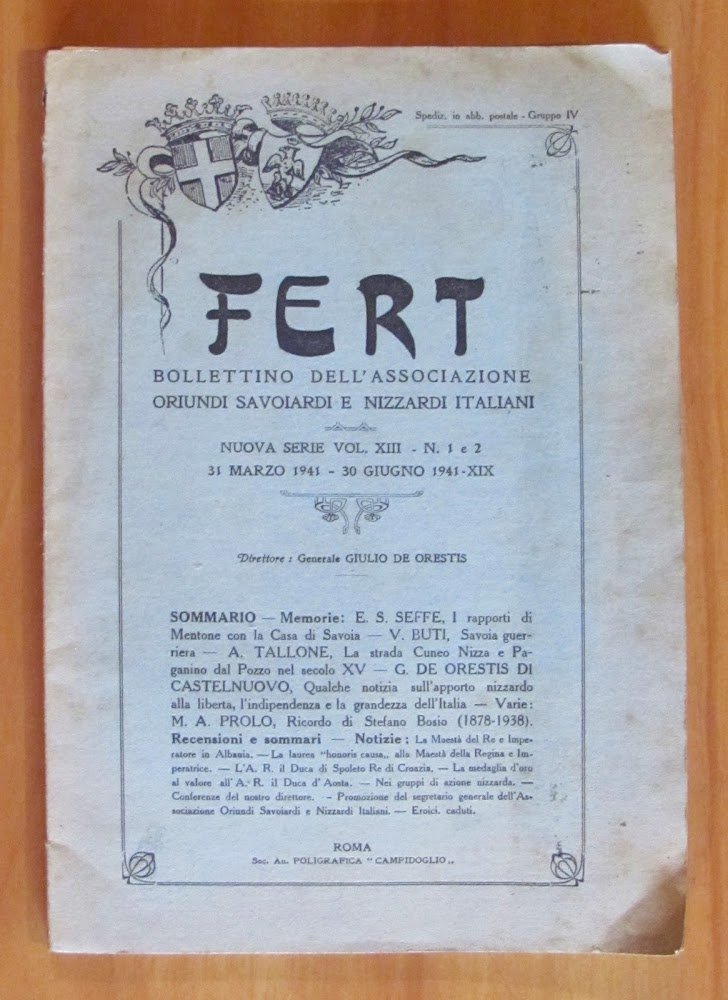 Spediz. in abb. postale - Gruppo IV
FERT
BOLLETTINO DELL'ASSOCIAZIONE
ORIUNDI SAVOIARDI E NIZZARDI ITALIANI
NUOVA SERIE VOL. XIII - N. 1 e 2
31 MARZO 1941 - 30 GIUGNO 1941-XIX
Direttore : Generale GIULIO DE ORESTIS
SOMMARIO — Memorie: E. S. SEFFE, I rapporti di
Mentone con la Casa di Savoia — V. BUTI, Savoia guer-
riera — A. TALLONE, La strada Cuneo Nizza e Pa-
ganino dal Pozzo nel secolo XV — G. DE ORESTIS DI
CASTELNUOVO, Qualche notizia sull'apporto nizzardo
alla liberta, l'indipendenza e la grandezza dell'Italia — Varie:
M. A. PROLO, Ricordo di Stefano Bosio (1878-1938).
Recensioni e sommari — Notizie ; La Maestà del Re e Impe-
ratore in Albania. — La laurea "honoris causa„ alla Maestà della Regina e Im-
peratrice. — L'A. R. il Duca di Spoleto Re di Croazia. — La medaglia d'oro
al valore all'A. R. il Duca d'Aosta. — Nei gruppi di azione nizzarda. —
Conferenze del nostro direttore. - Promozione del segretario generale dell'As-
sociazione Oriundi Savoiardi e Nizzardi Italiani. — Eroici. caduti.
ROMA
Soc. An. POLIGRAFICA " CAMPIDOGLIO „